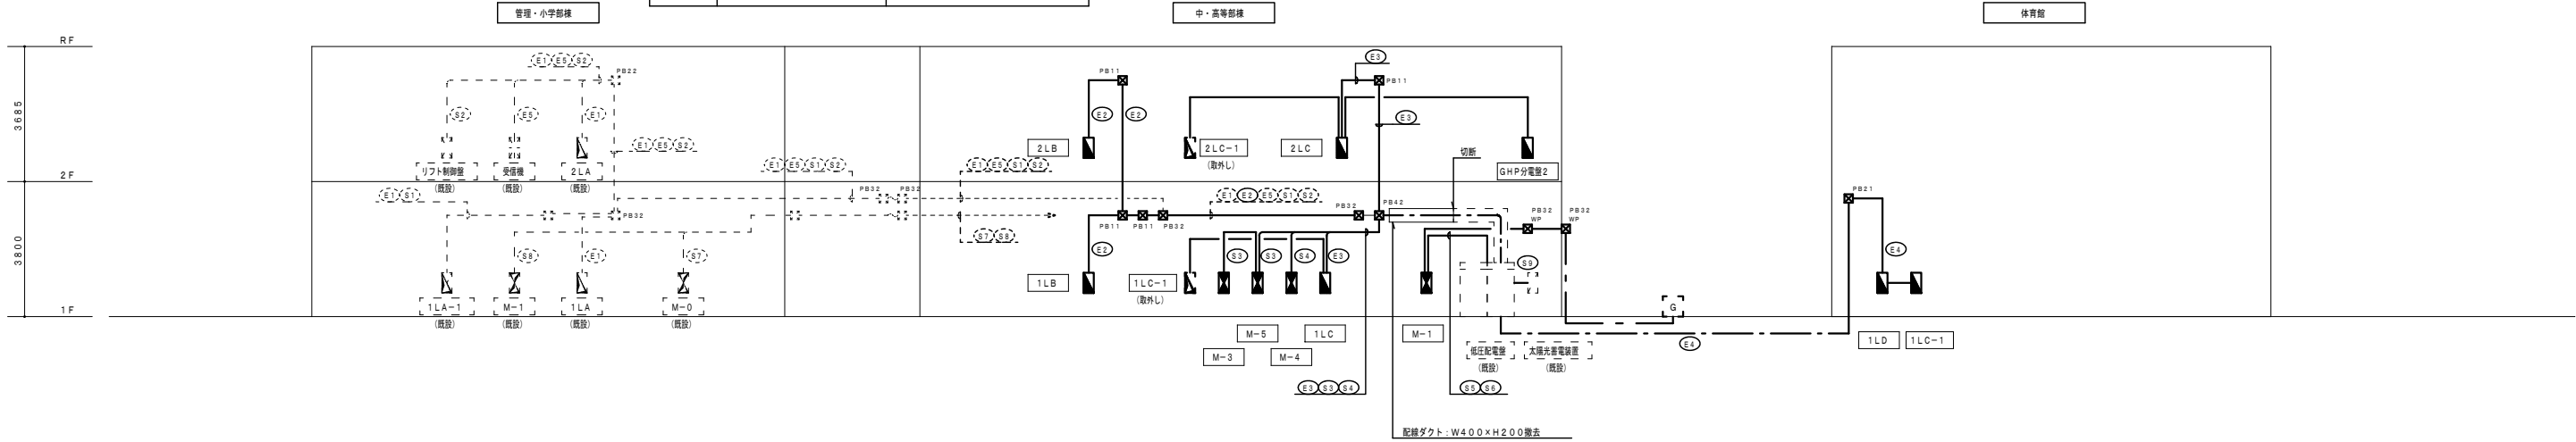 管理・小学部棟
中・高等部棟
体育館
RF
E1 E5 S2
PB22
PB11
E3
PB11
3685
S2
E5
E1
E2
E2
E3
E1 E5 S2
リフト制御盤
(既設)
受信機
(既設)
2LA
(既設)
E1 E5 S1 S2
E1 E5 S1 S2
2LB
2LC-1
(取外し)
2LC
切断
GHP分電盤2
2F
E1 S1
PB32
PB32
PB32
E1 E2 E5 S1 S2
PB32
PB42
PB32
WP
PB32
WP
PB21
PB11
PB11
PB32
S7 S8
3800
S8
E1
S7
E2
S3
S3
S4
E3
S9
E4
1LA-1
(既設)
M-1
(既設)
1LA
(既設)
M-0
(既設)
1LB
1LC-1
(取外し)
G
1F
M-5
1LC
M-1
M-3
M-4
低圧配電盤
(既設)
太陽光蓄電装置
(既設)
E4
1LD
1LC-1
E3 S3 S4
S5 S6
配線ダクト:W400×H200撤去